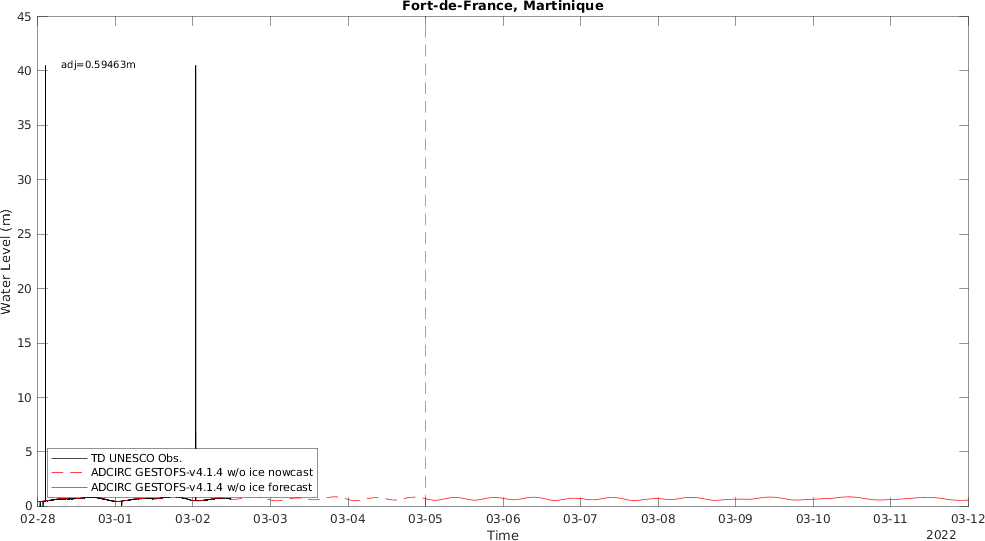 Fort-de-France, Martinique
45
40
35
30
25
20
15
10
5
0
Water Level (m)
adj=0.59463m
TD UNESCO Obs.
ADCIRC GESTOFS-v4.1.4 w/o ice nowcast
ADCIRC GESTOFS-v4.1.4 w/o ice forecast
02-28 03-01 03-02 03-03 03-04 03-05 03-06 03-07 03-08 03-09 03-10 03-11 03-12
Time
2022